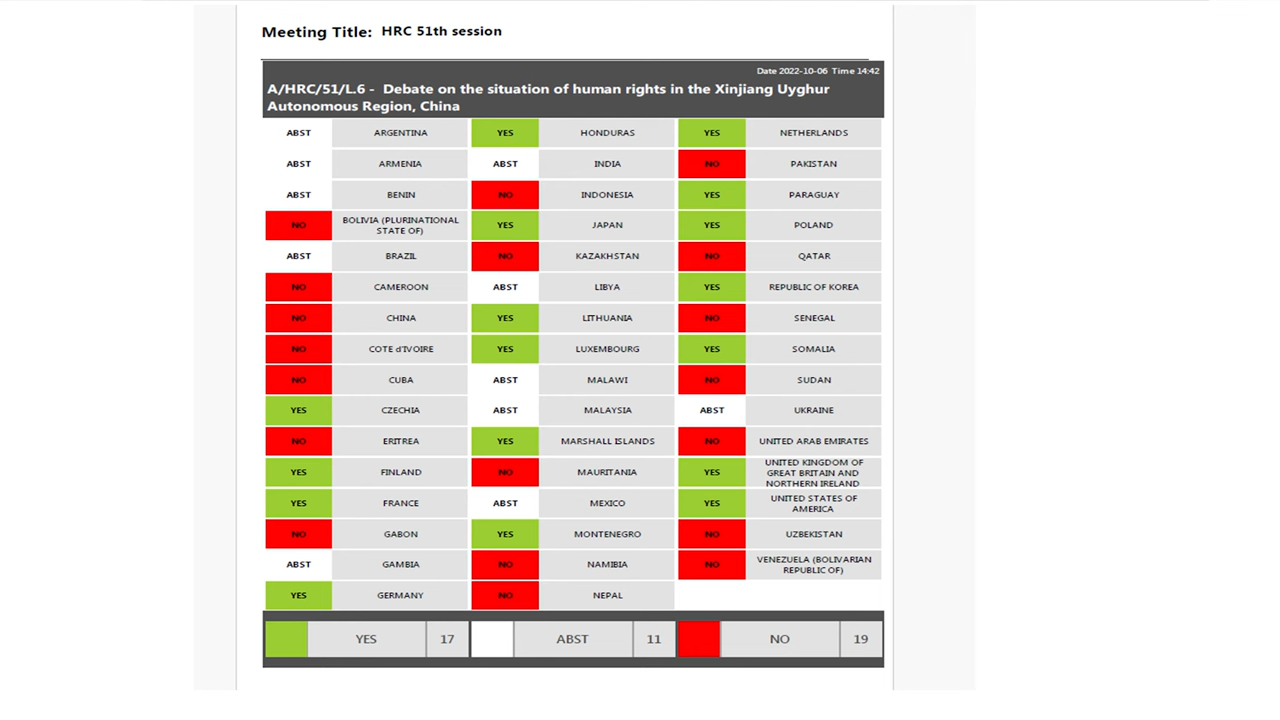 Meeting Title: HRC 51th session
Date 2022-10-06 Time 14:42
A/HRC/51/L.6 - Debate on the situation of human rights in the Xinjiang Uyghur
Autonomous Region, China
ABST ARGENTINA YES HONDURAS YES NETHERLANDS
ABST ARMENIA ABST INDIA NO PAKISTAN
ABST BENIN NO INDONESIA YES PARAGUAY
NO BOLIVIA (PLURINATIONAL
STATE OF) YES JAPAN YES POLAND
ABST BRAZIL NO KAZAKHSTAN NO QATAR
NO CAMEROON ABST LIBYA YES REPUBLIC OF KOREA
NO CHINA YES LITHUANIA NO SENEGAL
NO COTE d'IVOIRE YES LUXEMBOURG YES SOMALIA
NO CUBA ABST MALAWI NO SUDAN
YES CZECHIA ABST MALAYSIA ABST UKRAINE
NO ERITREA YES MARSHALL ISLANDS NO UNITED ARAB EMIRATES
YES FINLAND NO MAURITANIA YES UNITED KINGDOM OF
GREAT BRITAIN AND
NORTHERN IRELAND
YES FRANCE ABST MEXICO YES UNITED STATES OF
AMERICA
NO GABON YES MONTENEGRO NO UZBEKISTAN
ABST GAMBIA NO NAMIBIA NO VENEZUELA (BOLIVARIAN
REPUBLIC OF)
YES GERMANY NO NEPAL
YES 17 ABST 11 NO 19